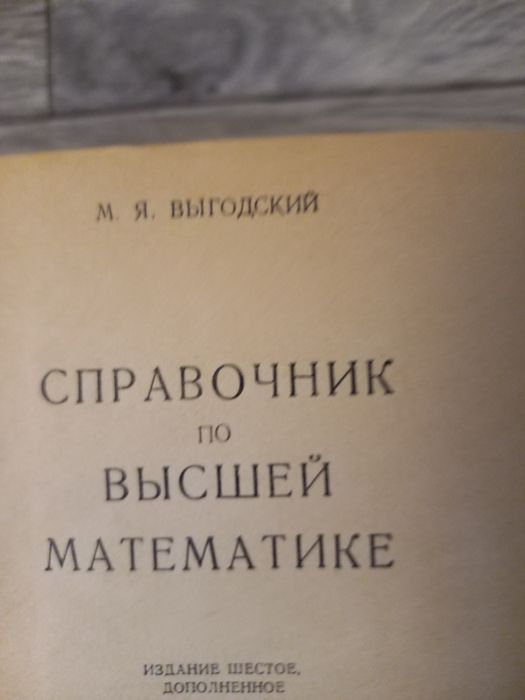 М. Я. ВЫГОДСКИЙ
СПРАВОЧНИК
ПО
ВЫСШЕЙ
МАТЕМАТИКЕ
ИЗДАНИЕ ШЕСТОЕ,
ДОПОЛНЕННОЕ